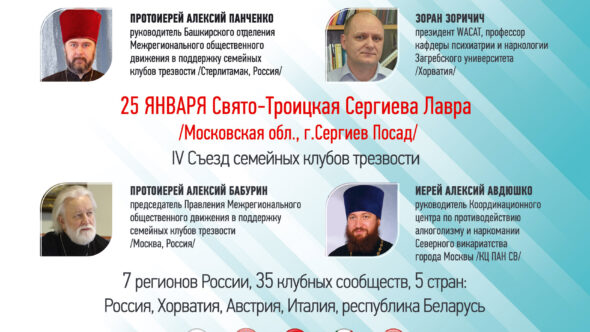 ПРОТОИЕРЕЙ АЛЕКСИЙ ПАНЧЕНКО
руководитель Башкирского отделения
Межрегионального общественного
движения в поддержку семейных
клубов трезвости /Стерлитамак, Россия/
ЗОРАН ЗОРИЧИЧ
президент WACAT, профессор
кафедры психиатрии и наркологии
Загребского университета
/Хорватия/
25 ЯНВАРЯ Свято-Троицкая Сергиева Лавра
/Московская обл., г.Сергиев Посад/
IV Съезд семейных клубов трезвости
ПРОТОИЕРЕЙ АЛЕКСИЙ БАБУРИН
председатель Правления Межрегионального
общественного движения в поддержку
семейных клубов трезвости
/Москва, Россия/
ИЕРЕЙ АЛЕКСИЙ АВДЮШКО
руководитель Координационного
центра по противодействию
алкоголизму и наркомании
Северного викариатства
города Москвы /КЦ ПАН СВ/
7 регионов России, 35 клубных сообществ, 5 стран:
Россия, Хорватия, Австрия, Италия, республика Беларусь